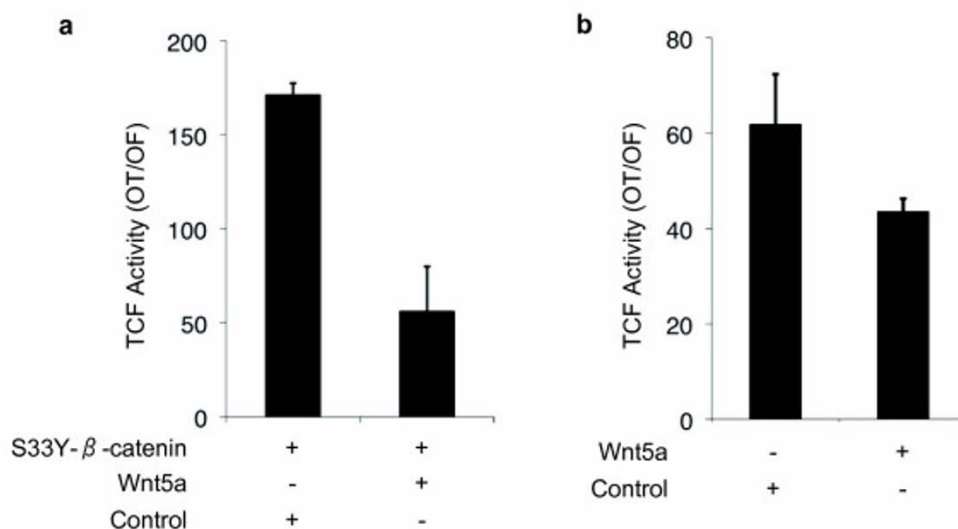 a
200
150
100
50
0
TCF Activity (OT/OF)
S33Y-β-catenin + +
Wnt5a - +
Control + -
b
80
60
40
20
0
TCF Activity (OT/OF)
Wnt5a - +
Control + -